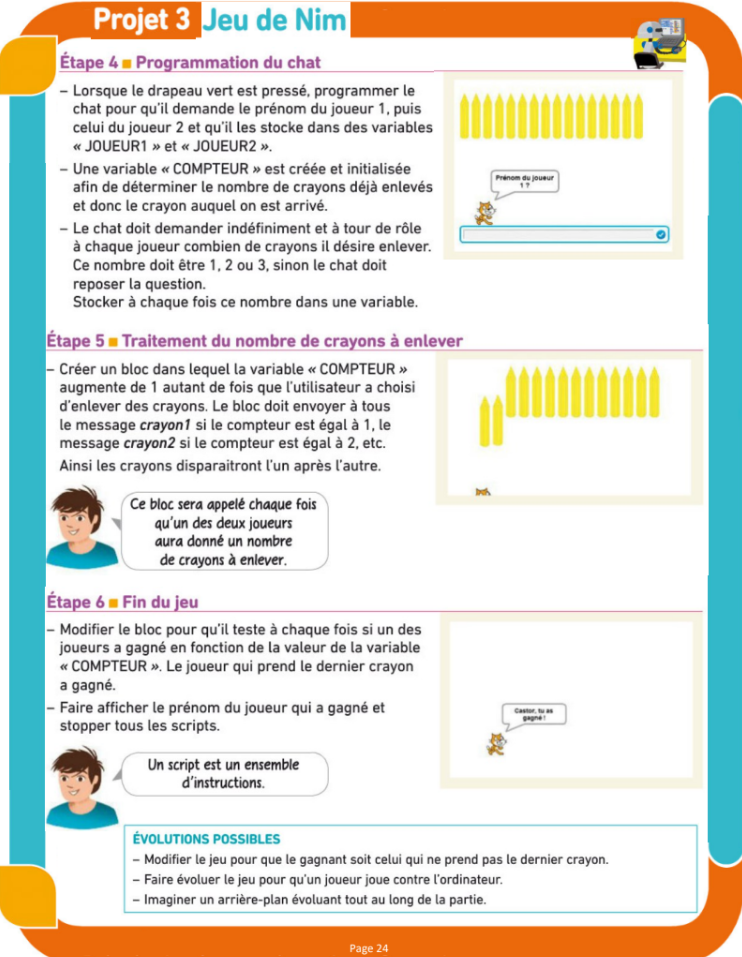 Projet 3 Jeu de Nim
Étape 4 ■ Programmation du chat
– Lorsque le drapeau vert est pressé, programmer le
chat pour qu'il demande le prénom du joueur 1, puis
celui du joueur 2 et qu'il les stocke dans des variables
« JOUEUR1 » et « JOUEUR2 ».
– Une variable « COMPTEUR » est créée et initialisée
afin de déterminer le nombre de crayons déjà enlevés
et donc le crayon auquel on est arrivé.
– Le chat doit demander indéfiniment et à tour de rôle
à chaque joueur combien de crayons il désire enlever.
Ce nombre doit être 1, 2 ou 3, sinon le chat doit
reposer la question.
Stocker à chaque fois ce nombre dans une variable.
Prénom du joueur
1 ?
Étape 5 ■ Traitement du nombre de crayons à enlever
– Créer un bloc dans lequel la variable « COMPTEUR »
augmente de 1 autant de fois que l'utilisateur a choisi
d'enlever des crayons. Le bloc doit envoyer à tous
le message crayon1 si le compteur est égal à 1, le
message crayon2 si le compteur est égal à 2, etc.
Ainsi les crayons disparaitront l'un après l'autre.
Ce bloc sera appelé chaque fois
qu'un des deux joueurs
aura donné un nombre
de crayons à enlever.
Étape 6 ■ Fin du jeu
– Modifier le bloc pour qu'il teste à chaque fois si un des
joueurs a gagné en fonction de la valeur de la variable
« COMPTEUR ». Le joueur qui prend le dernier crayon
a gagné.
– Faire afficher le prénom du joueur qui a gagné et
stopper tous les scripts.
Castor, tu as
gagné !
Un script est un ensemble
d'instructions.
ÉVOLUTIONS POSSIBLES
– Modifier le jeu pour que le gagnant soit celui qui ne prend pas le dernier crayon.
– Faire évoluer le jeu pour qu'un joueur joue contre l'ordinateur.
– Imaginer un arrière-plan évoluant tout au long de la partie.
Page 24